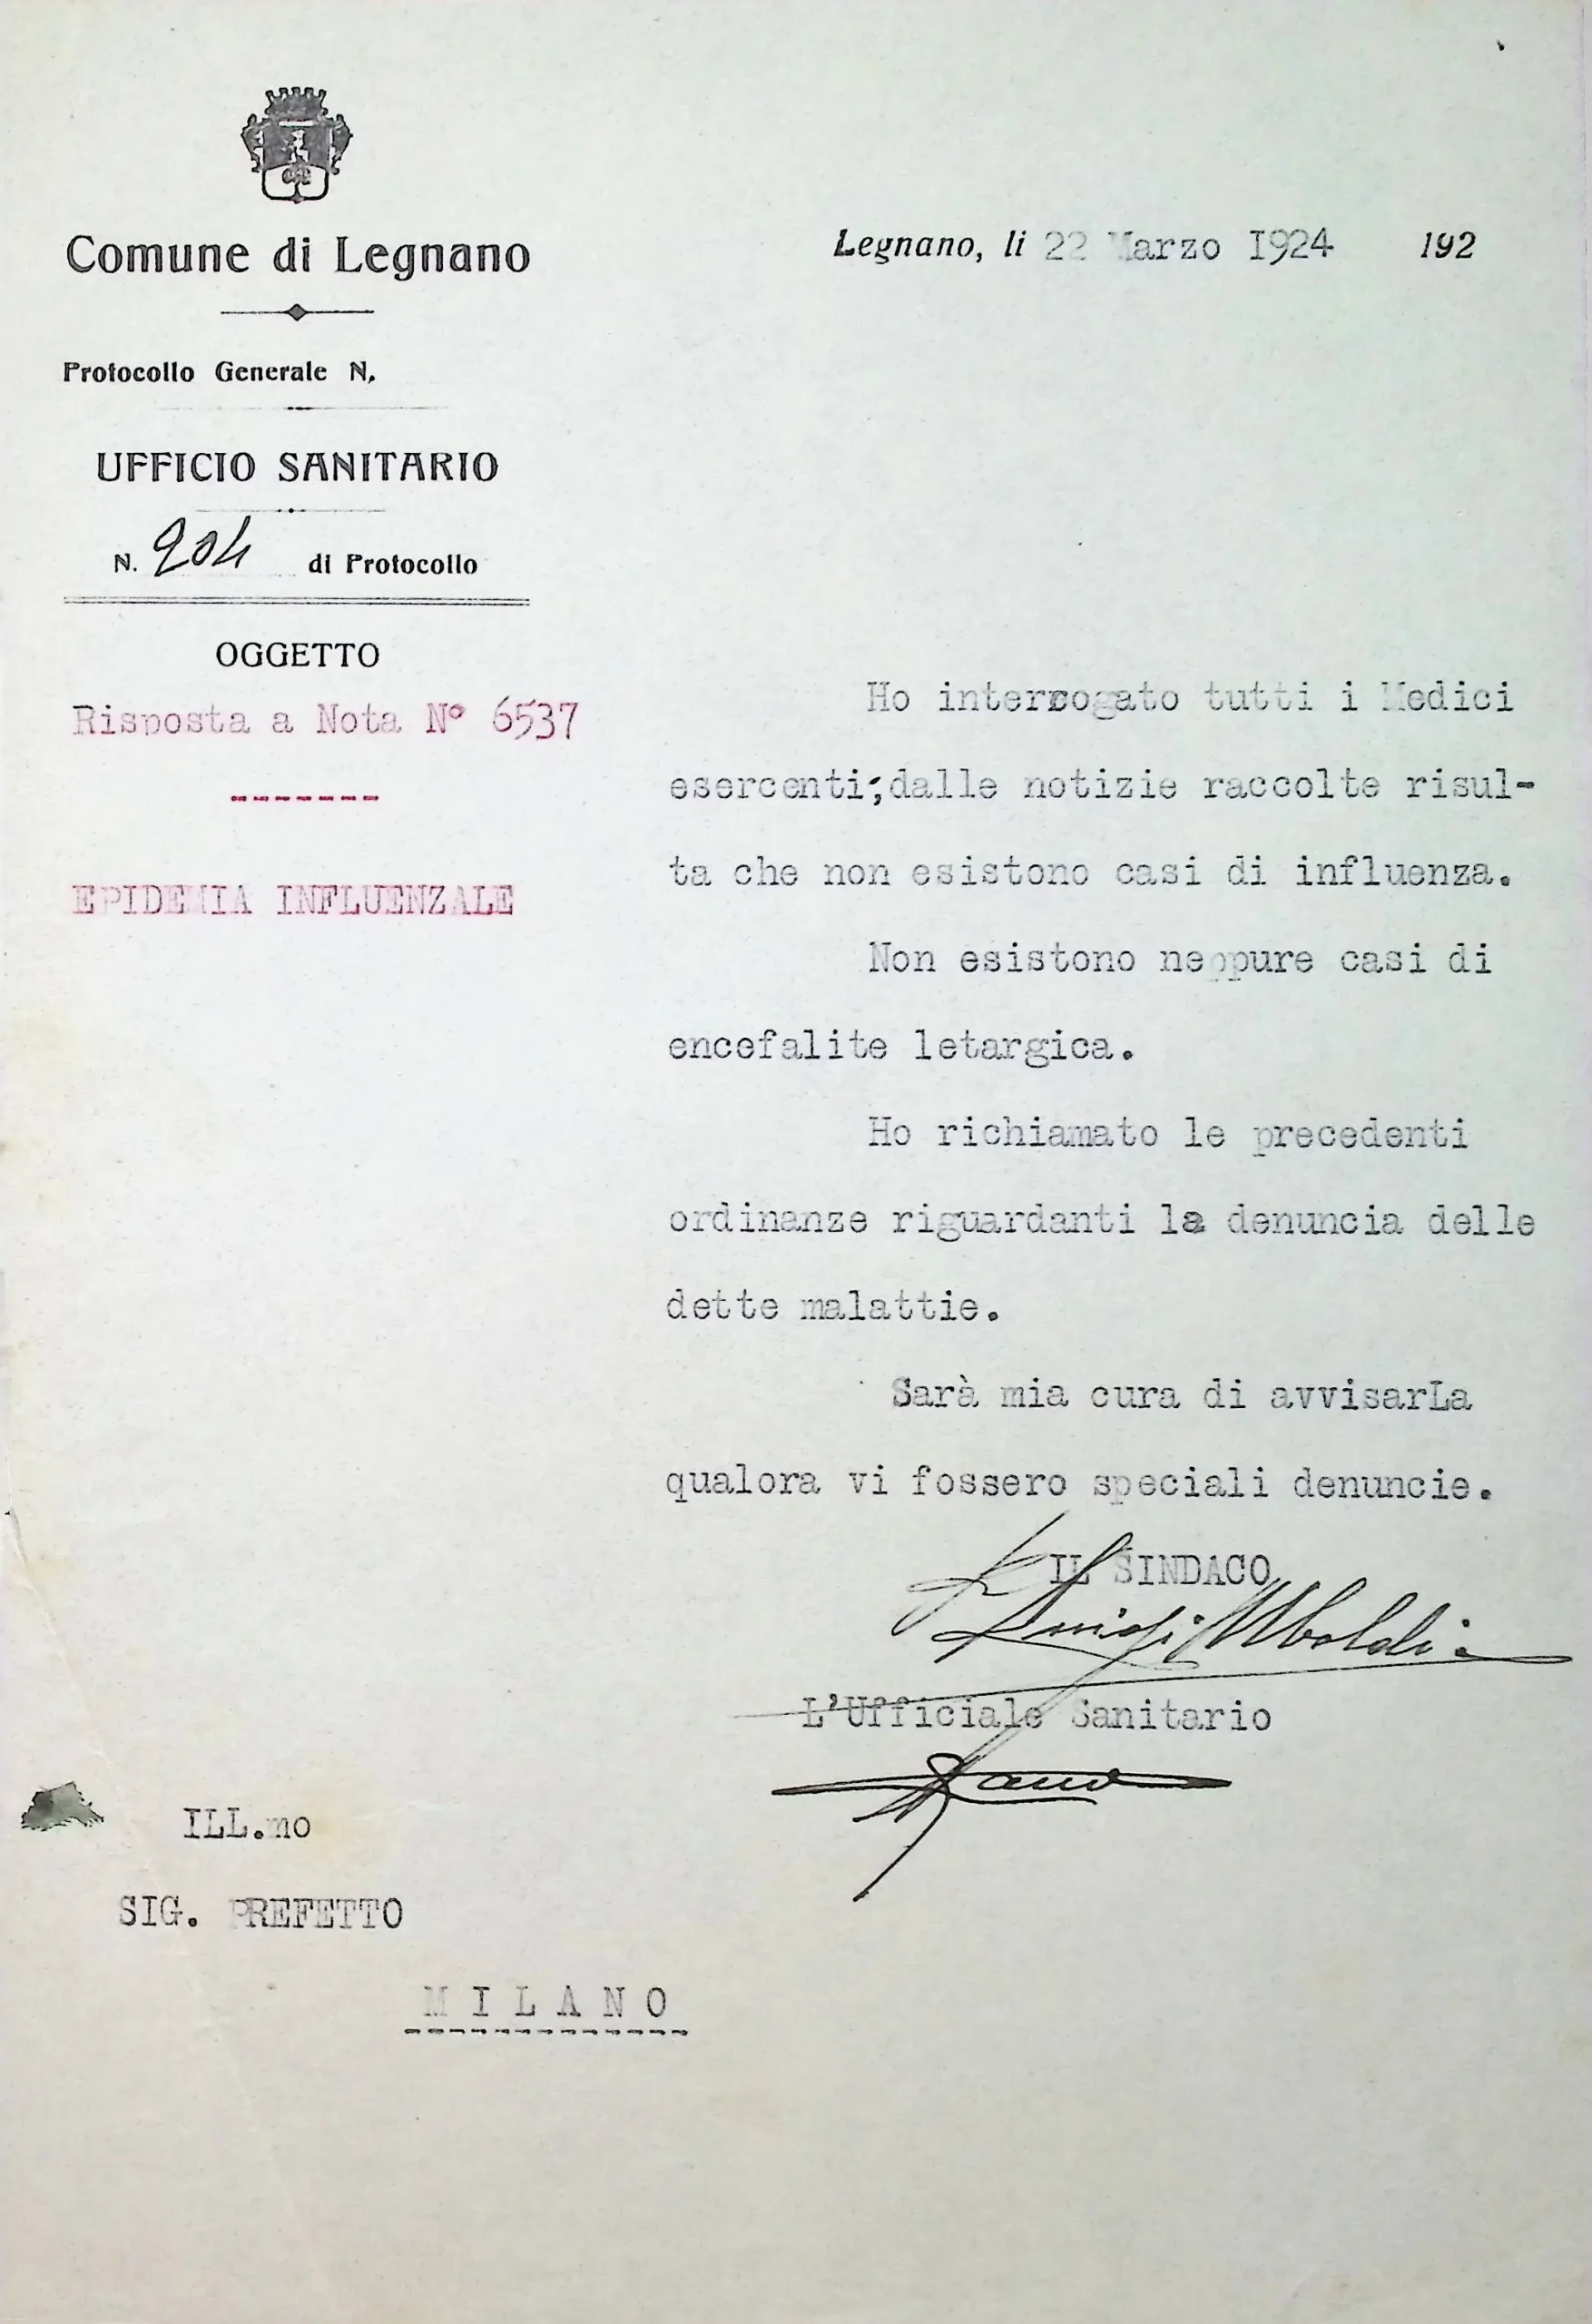 Comune di Legnano
Legnano, li 22 Marzo 1924 192
Protocollo Generale N.
UFFICIO SANITARIO
N. 204 di Protocollo
OGGETTO
Risposta a Nota N° 6537
EPIDEMIA INFLUENZALE
Ho interrogato tutti i Medici
esercenti;dalle notizie raccolte risul-
ta che non esistono casi di influenza.
Non esistono neppure casi di
encefalite letargica.
Ho richiamato le precedenti
ordinanze riguardanti la denuncia delle
dette malattie.
Sarà mia cura di avvisarLa
qualora vi fossero speciali denuncie.
IL SINDACO
Luigi Uboldi
L'Ufficiale Sanitario
ILL.mo
SIG. PREFETTO
MILANO